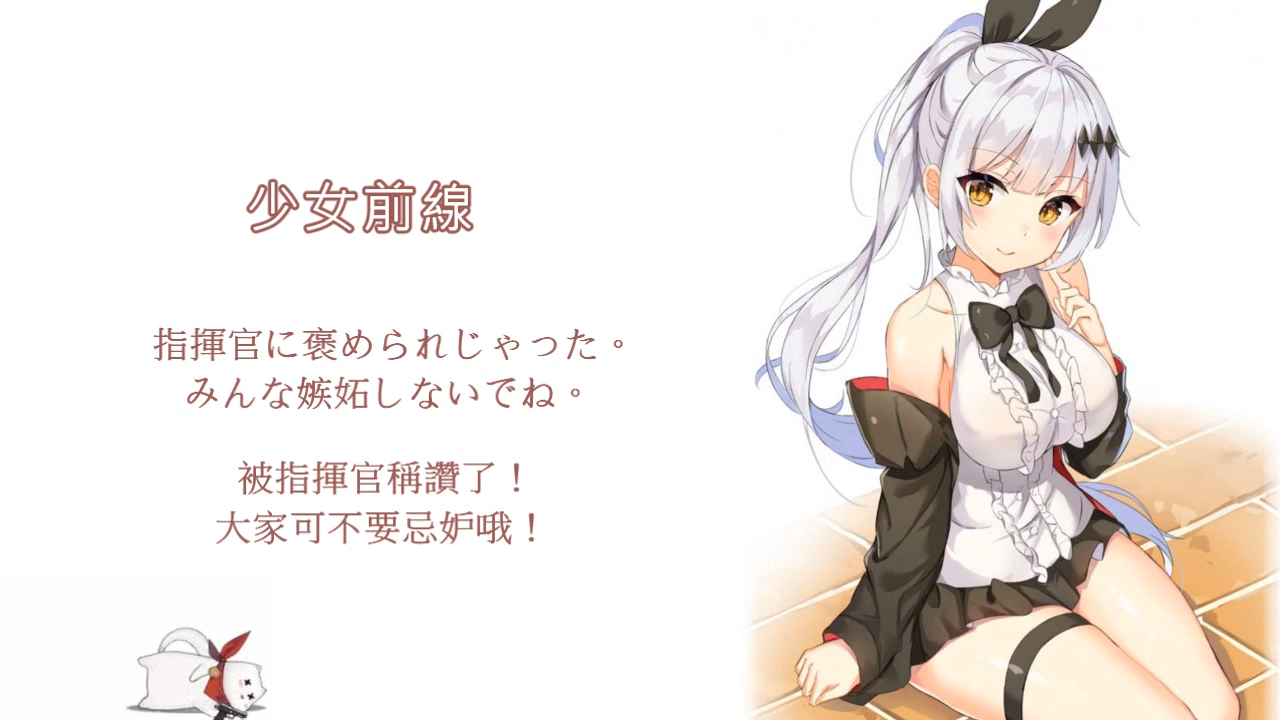 少女前線
指揮官に褒められじゃった。
みんな嫉妬しないでね。
被指揮官稱讚了！
大家可不要忌妒哦！